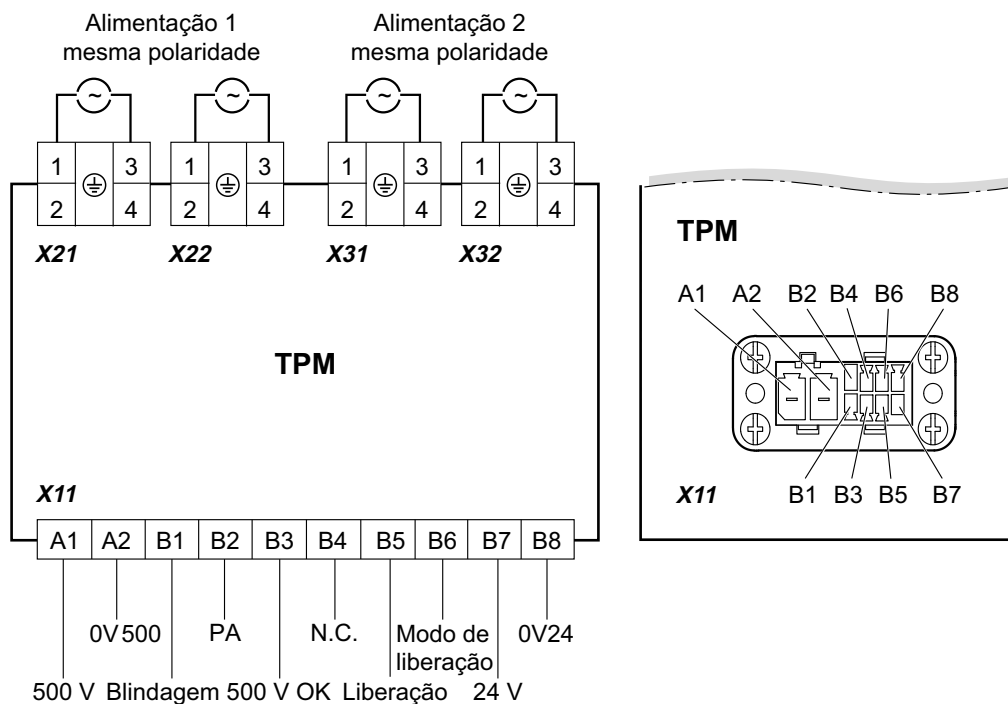 Alimentação 1
mesma polaridade
Alimentação 2
mesma polaridade
~ ~ ~ ~
1 3 1 3 1 3 1 3
2 4 2 4 2 4 2 4
X21 X22 X31 X32
TPM
X11
A1 A2 B1 B2 B3 B4 B5 B6 B7 B8
0V500 PA N.C. Modo de liberação 0V24
500 V Blindagem 500 V OK Liberação 24 V
TPM
A1 A2 B2 B4 B6 B8
X11 B1 B3 B5 B7